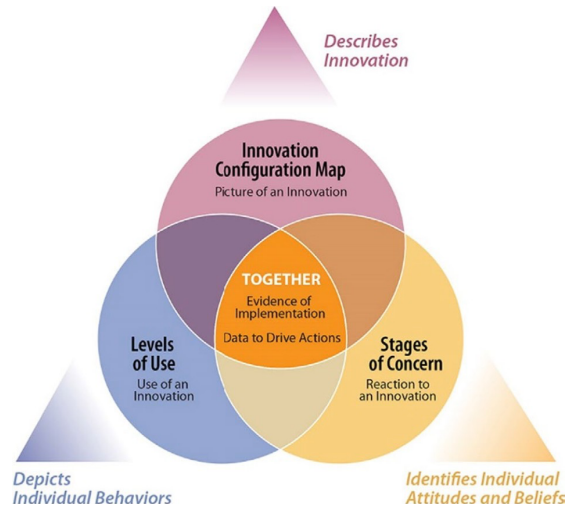 Describes
Innovation
Innovation
Configuration Map
Picture of an Innovation
TOGETHER
Evidence of
Implementation
Data to Drive Actions
Levels
of Use
Use of an
Innovation
Stages
of Concern
Reaction to
an Innovation
Depicts
Individual Behaviors
Identifies Individual
Attitudes and Beliefs